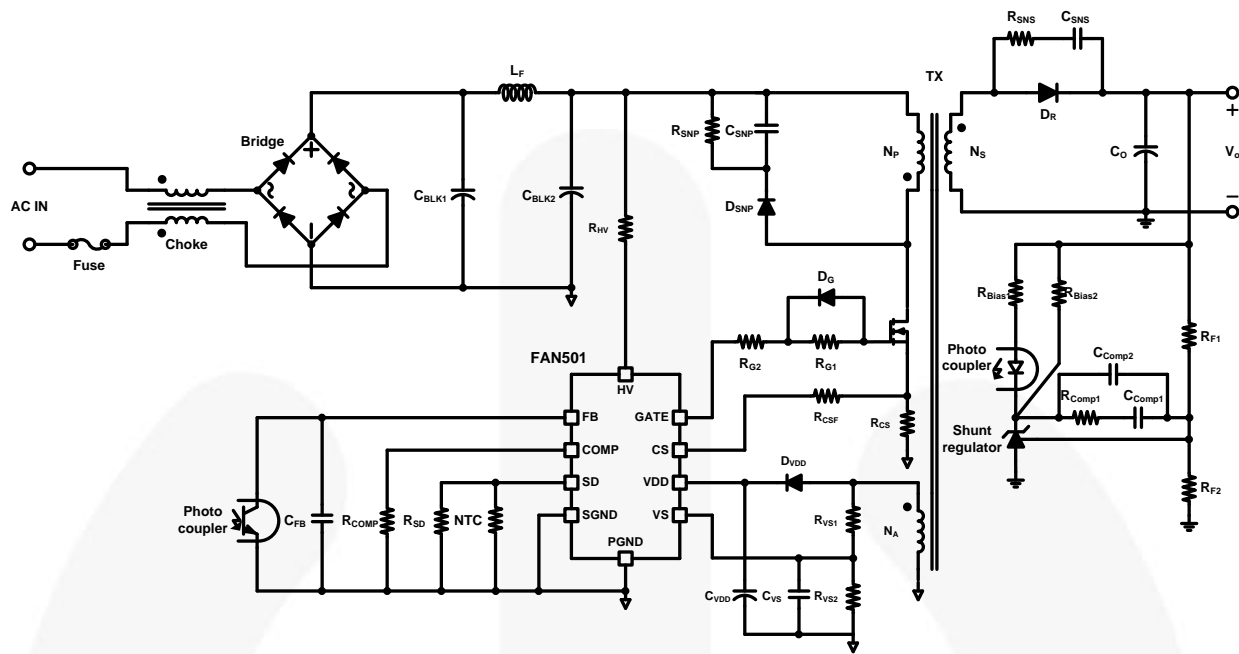 RSNS
CSNS
LF
TX
Bridge
RSNP
CSNP
DR
+
NP
NS
CO
Vo
AC IN
CBLK1
CBLK2
DSNP
−
Choke
RHV
Fuse
DG
RBias1
RBias2
FAN501
RG2
RG1
Photo
coupler
RF1
CComp2
HV
RComp1
CComp1
FB
GATE
RCSF
RCS
Shunt
regulator
COMP
CS
DVDD
SD
VDD
RF2
Photo
coupler
CFB
RCOMP
RSD
NTC
SGND
VS
RVS1
NA
PGND
CVDD
CVS
RVS2